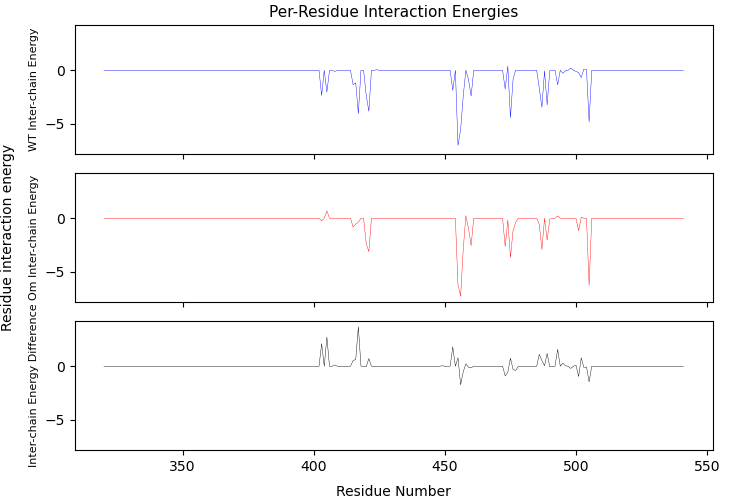 Per-Residue Interaction Energies
Residue interaction energy
WT Inter-chain Energy
0
−5
Om Inter-chain Energy
0
−5
Inter-chain Energy Difference
0
−5
350
400
450
500
550
Residue Number